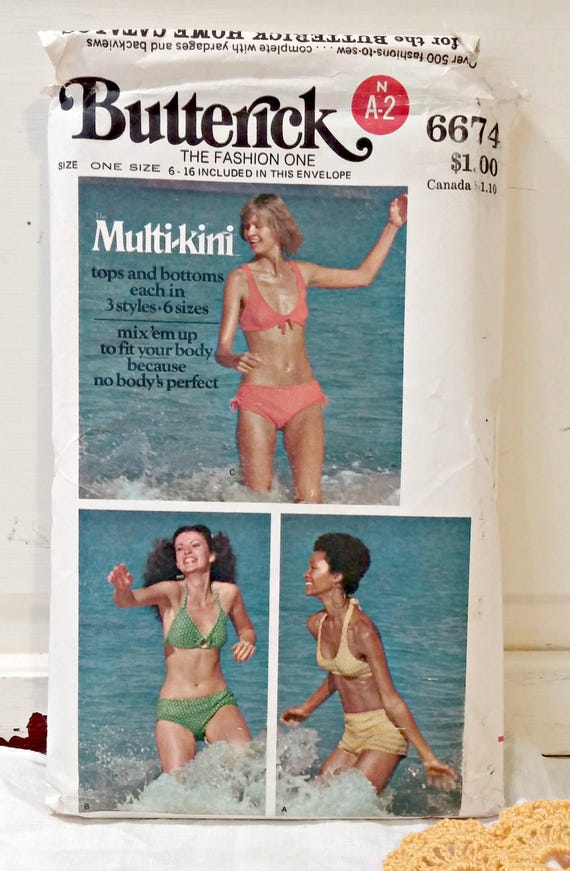 for the BUTTERICK HOME CATALOG
Over 500 fashions-to-sew . . . complete with yardages and backviews
Butterick
N
A-2
6674
THE FASHION ONE
$1.00
SIZE ONE SIZE 6-16 INCLUDED IN THIS ENVELOPE
Canada $1.10
The
Multi-kini
tops and bottoms
each in
3 styles•6 sizes
mix 'em up
to fit your body
because
no body's perfect
C
B
A